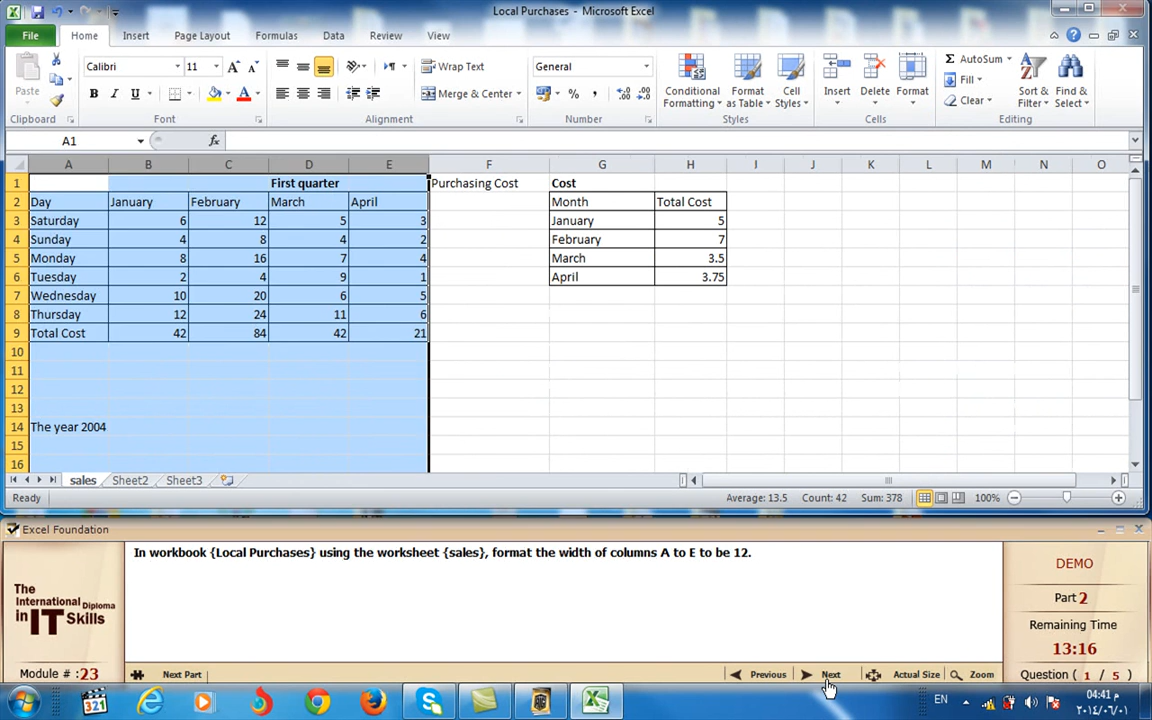 Local Purchases - Microsoft Excel
File Home Insert Page Layout Formulas Data Review View
Paste
Calibri 11
B I U A
Wrap Text
Merge & Center
General
$ % ,
Conditional Formatting
Format as Table
Cell Styles
Insert Delete Format
Σ AutoSum
Fill
Clear
Sort & Filter
Find & Select
Clipboard Font Alignment Number Styles Cells Editing
A1 fx
A B C D E F G H I J K L M N O
1 First quarter Purchasing Cost Cost
2 Day January February March April Month Total Cost
3 Saturday 6 12 5 3 January 5
4 Sunday 4 8 4 2 February 7
5 Monday 8 16 7 4 March 3.5
6 Tuesday 2 4 9 1 April 3.75
7 Wednesday 10 20 6 5
8 Thursday 12 24 11 6
9 Total Cost 42 84 42 21
10
11
12
13
14 The year 2004
15
16
sales Sheet2 Sheet3
Ready Average: 13.5 Count: 42 Sum: 378 100%
Excel Foundation
In workbook {Local Purchases} using the worksheet {sales}, format the width of columns A to E to be 12.
The International Diploma in IT Skills
Module # :23
DEMO
Part 2
Remaining Time
13:16
Question ( 1 / 5 )
Next Part Previous Next Actual Size Zoom
321
EN
م 04:41
٢٠١٤/٠٦/٠١